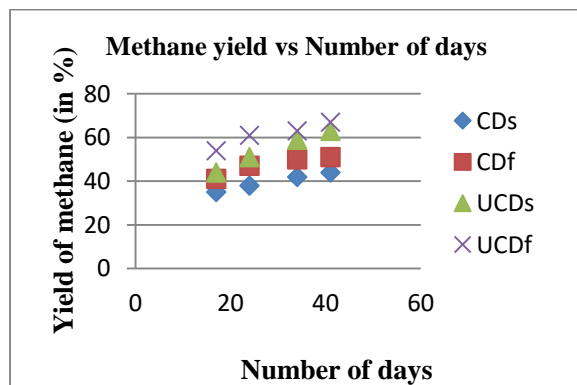 Methane yield vs Number of days
Yield of methane (in %)
80
60
40
20
0
0 20 40 60
Number of days
CDs
CDf
UCDs
UCDf